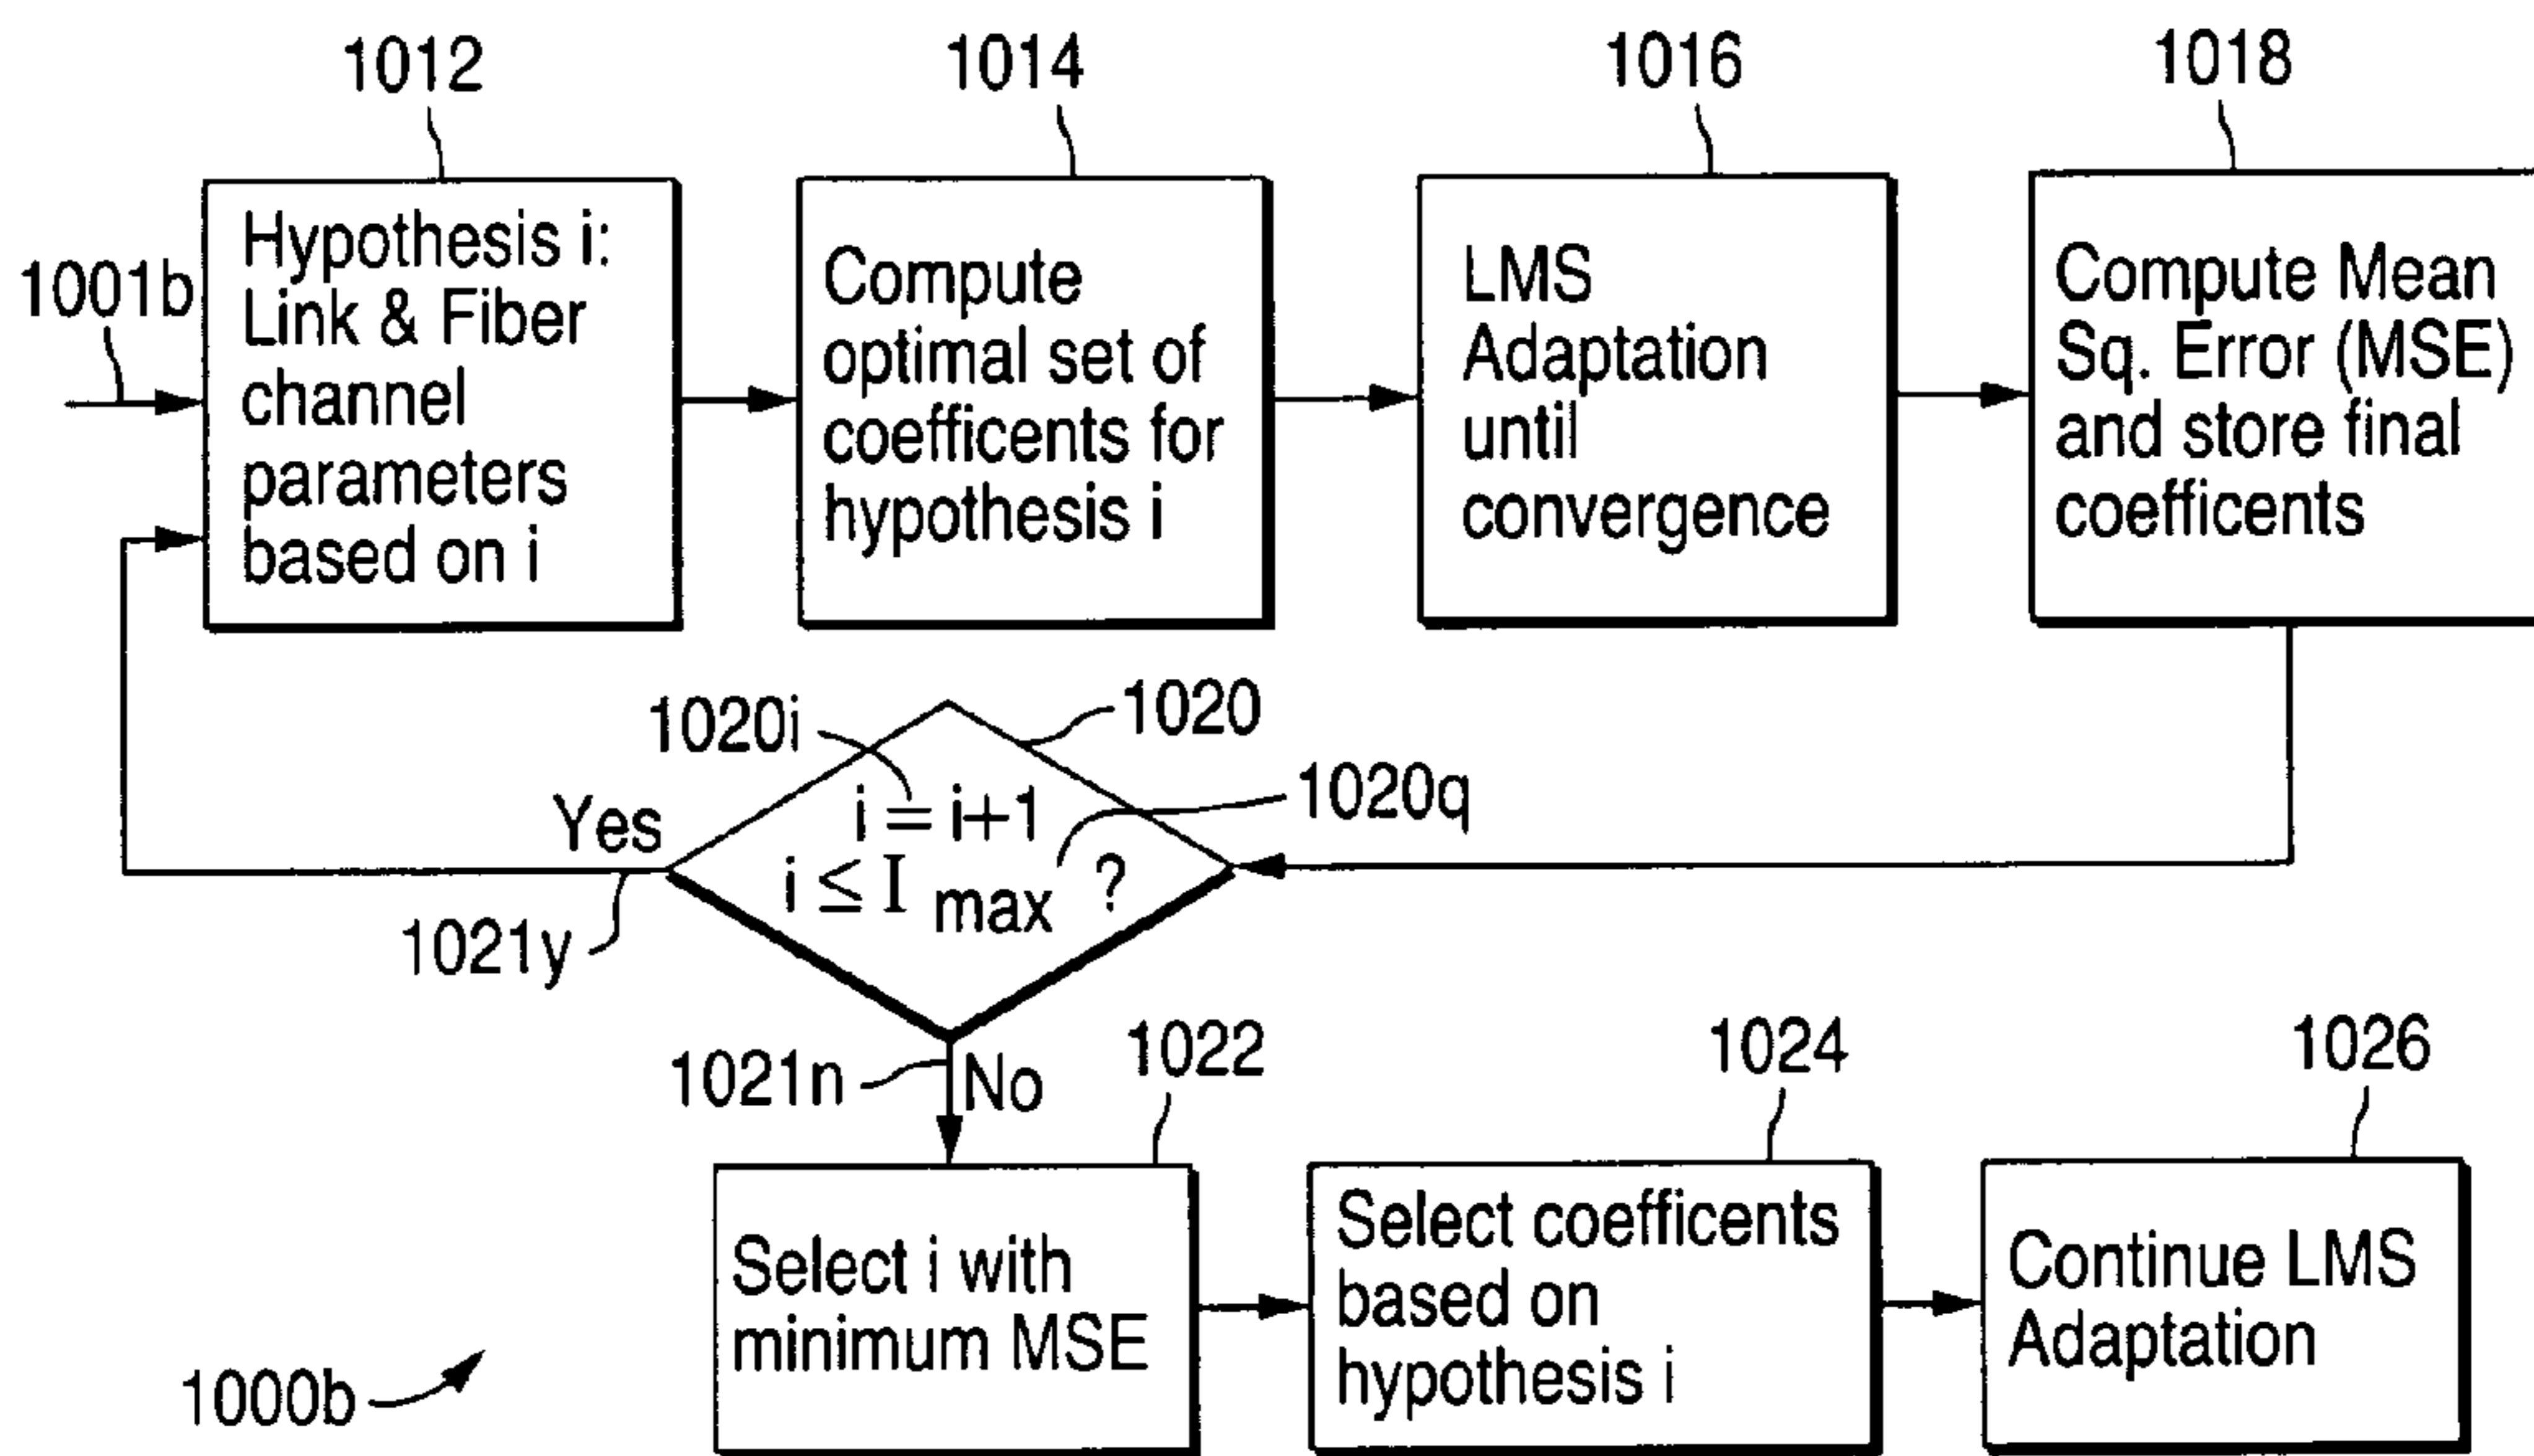 1012
1014
1016
1018
1001b
Hypothesis i:
Link & Fiber
channel
parameters
based on i
Compute
optimal set of
coefficents for
hypothesis i
LMS
Adaptation
until
convergence
Compute Mean
Sq. Error (MSE)
and store final
coefficents
1020i
1020
1020q
Yes
i = i+1
i ≤ I max ?
1021y
1021n
No
1022
1024
1026
Select i with
minimum MSE
Select coefficents
based on
hypothesis i
Continue LMS
Adaptation
1000b